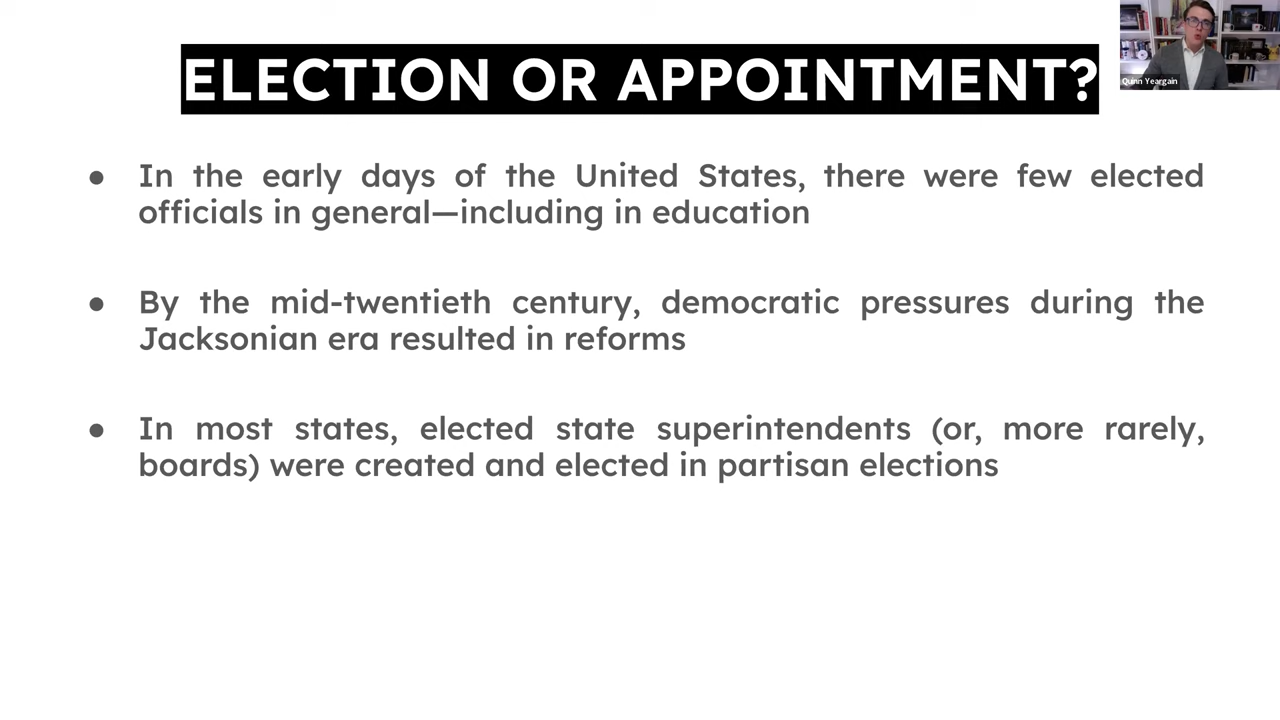 ELECTION OR APPOINTMENT?
Quinn Yeargain
● In the early days of the United States, there were few elected
officials in general—including in education
● By the mid-twentieth century, democratic pressures during the
Jacksonian era resulted in reforms
● In most states, elected state superintendents (or, more rarely,
boards) were created and elected in partisan elections